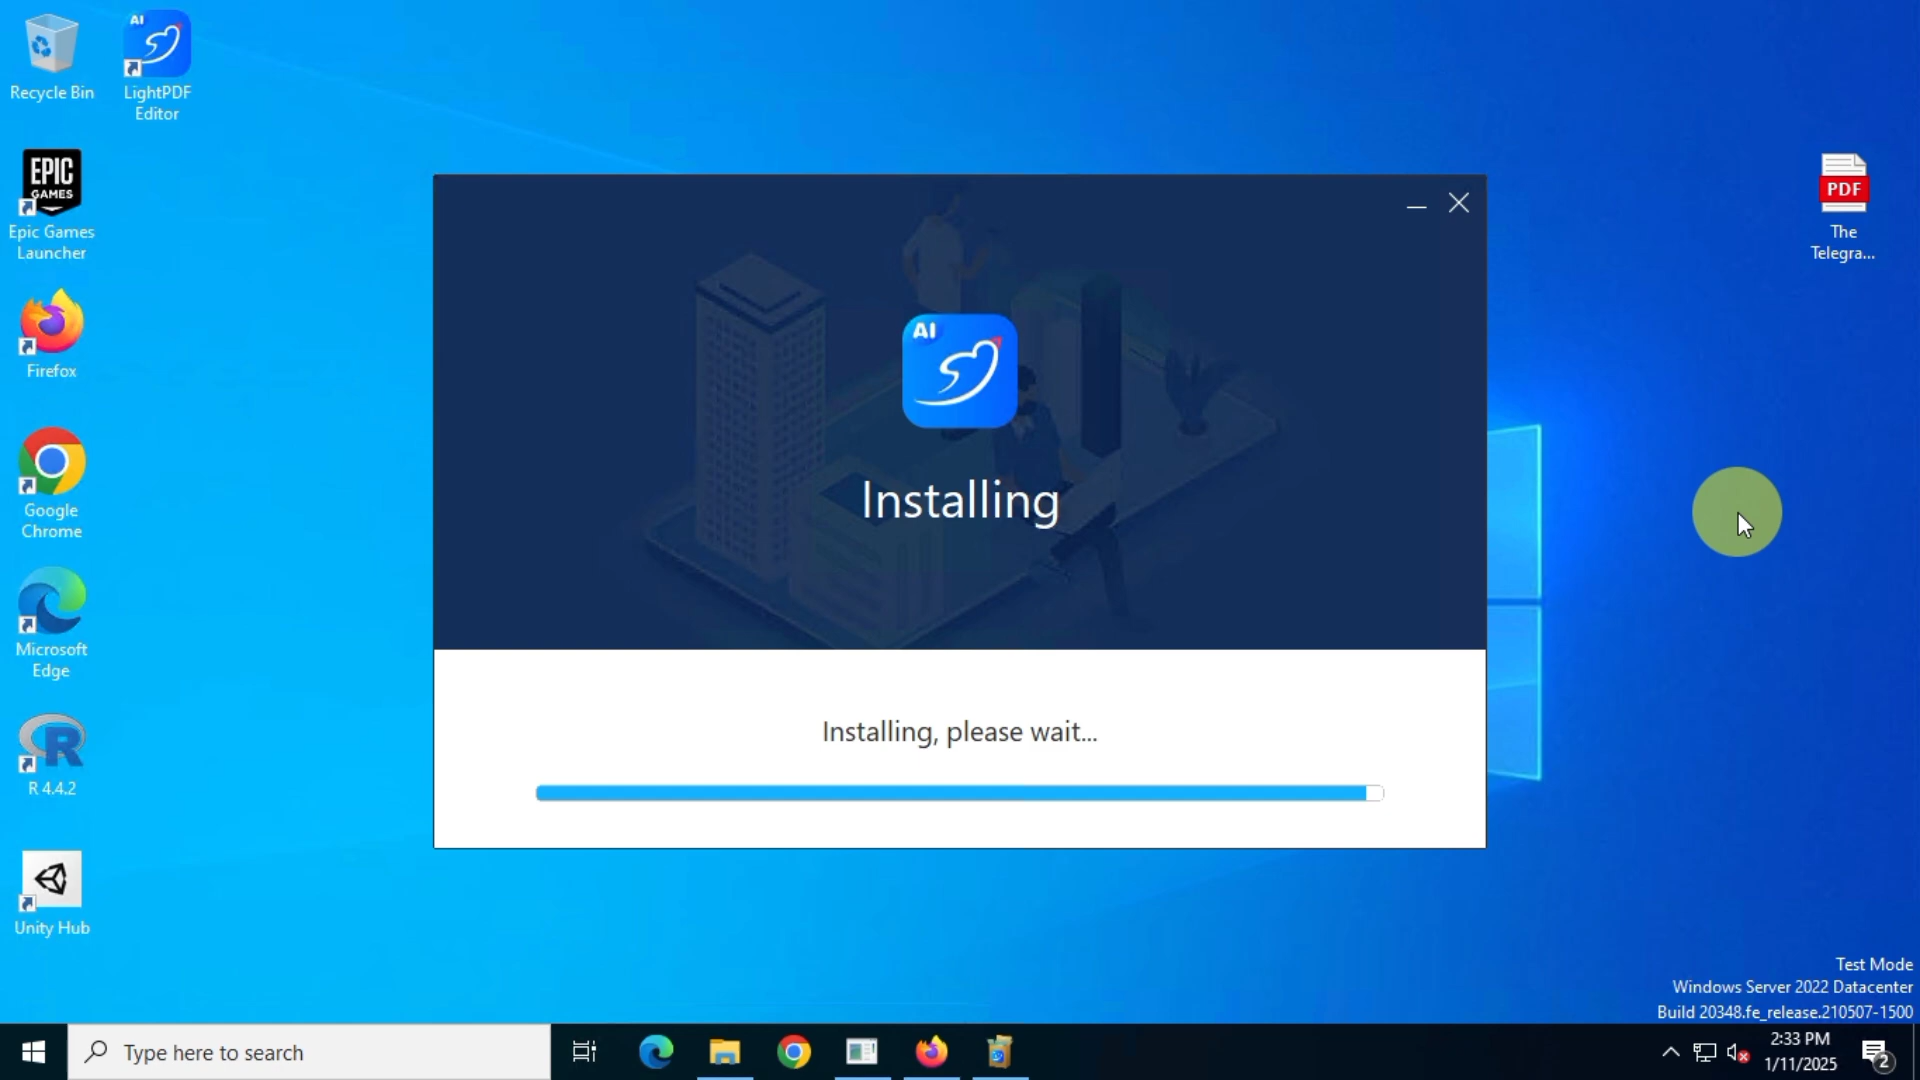 Recycle Bin
AI
LightPDF
Editor
EPIC
GAMES
Epic Games
Launcher
Firefox
Google
Chrome
Microsoft
Edge
R
R 4.4.2
Unity Hub
PDF
The
Telegra...
AI
Installing
Installing, please wait...
Test Mode
Windows Server 2022 Datacenter
Build 20348.fe_release.210507-1500
Type here to search
2:33 PM
1/11/2025
2